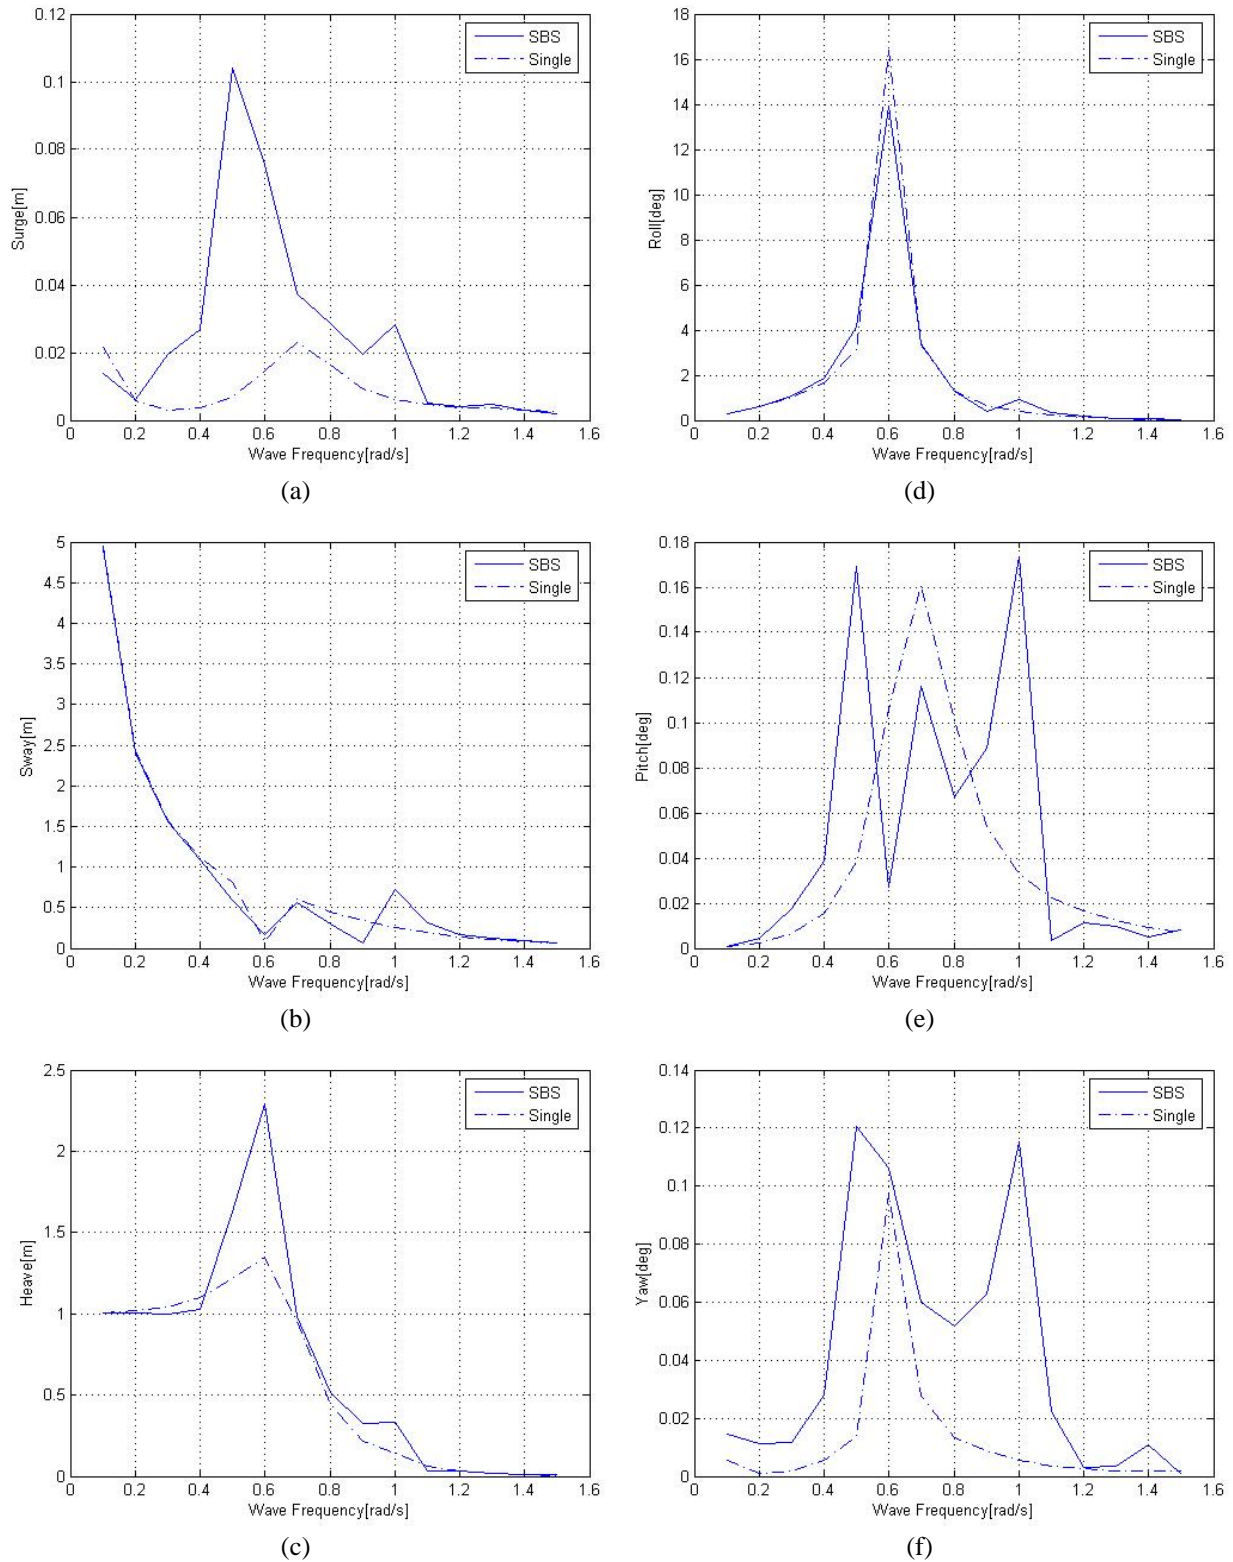 0.12
0.1
0.08
0.06
0.04
0.02
0
Surge[m]
SBS
Single
0 0.2 0.4 0.6 0.8 1 1.2 1.4 1.6
Wave Frequency[rad/s]
(a)
18
16
14
12
10
8
6
4
2
0
Roll[deg]
SBS
Single
0 0.2 0.4 0.6 0.8 1 1.2 1.4 1.6
Wave Frequency[rad/s]
(d)
5
4.5
4
3.5
3
2.5
2
1.5
1
0.5
0
Sway[m]
SBS
Single
0 0.2 0.4 0.6 0.8 1 1.2 1.4 1.6
Wave Frequency[rad/s]
(b)
0.18
0.16
0.14
0.12
0.1
0.08
0.06
0.04
0.02
0
Pitch[deg]
SBS
Single
0 0.2 0.4 0.6 0.8 1 1.2 1.4 1.6
Wave Frequency[rad/s]
(e)
2.5
2
1.5
1
0.5
0
Heave[m]
SBS
Single
0 0.2 0.4 0.6 0.8 1 1.2 1.4 1.6
Wave Frequency[rad/s]
(c)
0.14
0.12
0.1
0.08
0.06
0.04
0.02
0
Yaw[deg]
SBS
Single
0 0.2 0.4 0.6 0.8 1 1.2 1.4 1.6
Wave Frequency[rad/s]
(f)